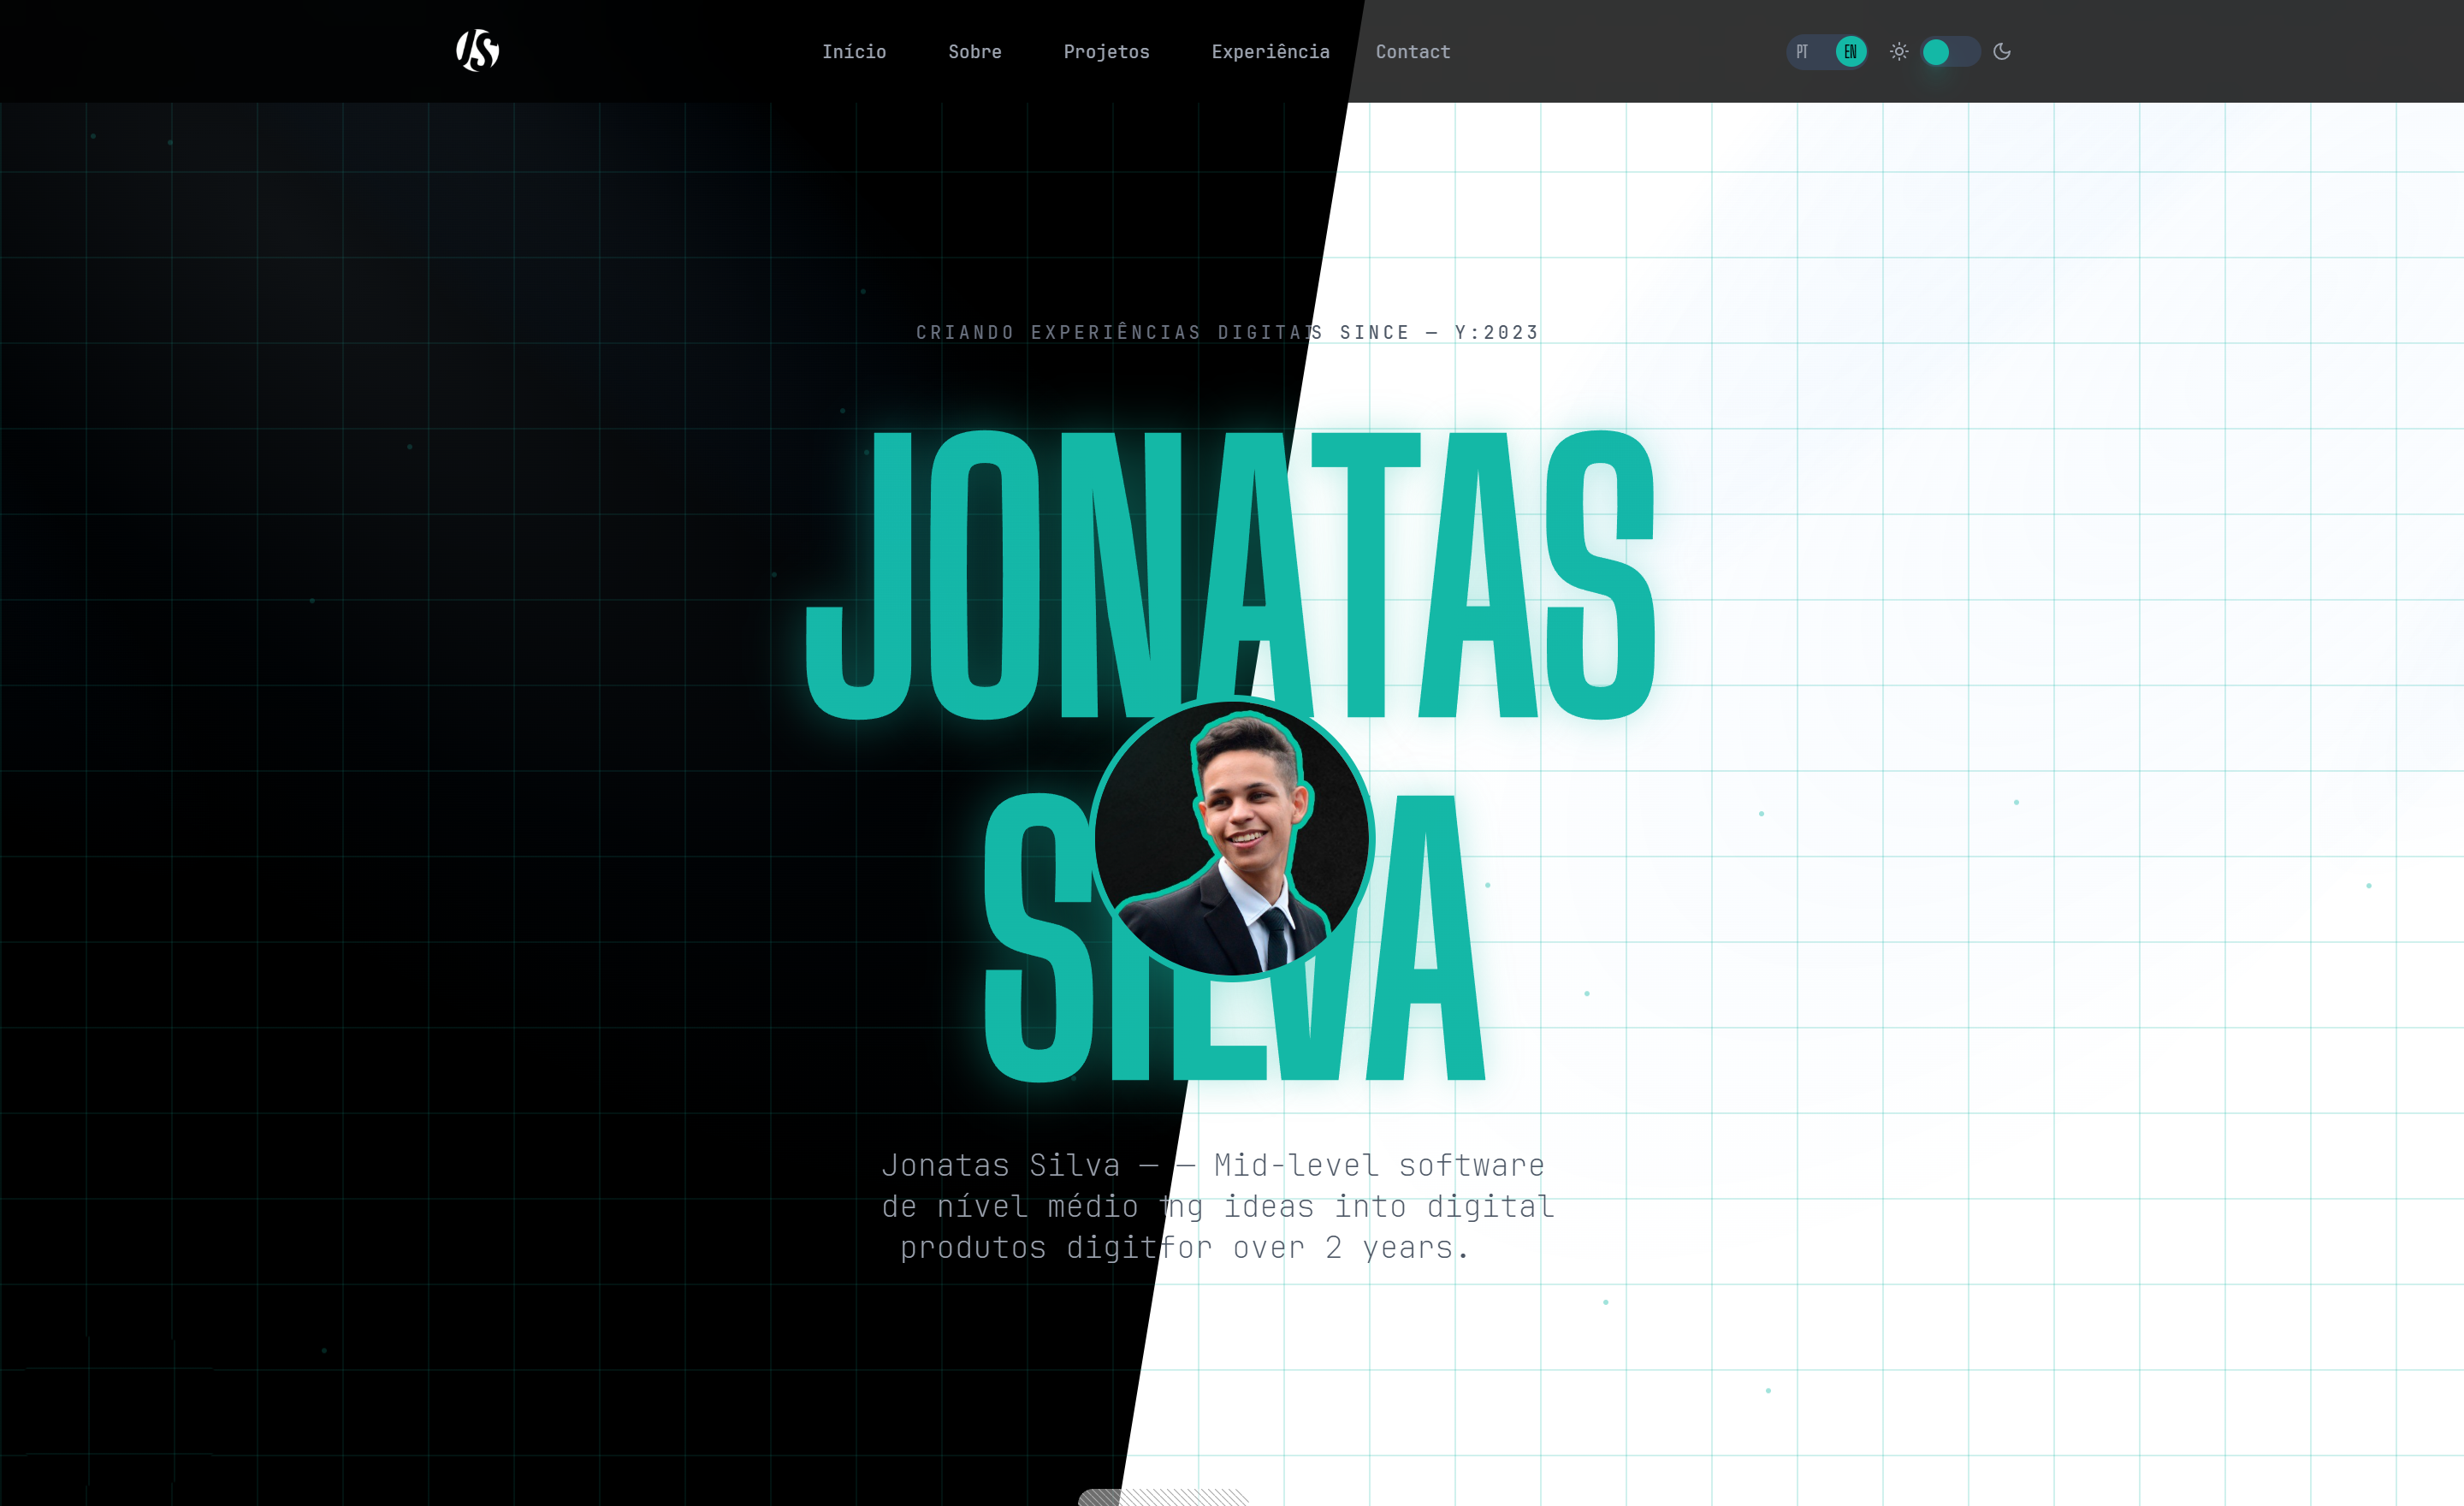 JS
Início Sobre Projetos Experiência Contact PT EN
CRIANDO EXPERIÊNCIAS DIGITAIS SINCE — Y:2023
JONATAS
SILVA
Jonatas Silva — — Mid-level software
de nível médio ng ideas into digital
produtos digitfor over 2 years.